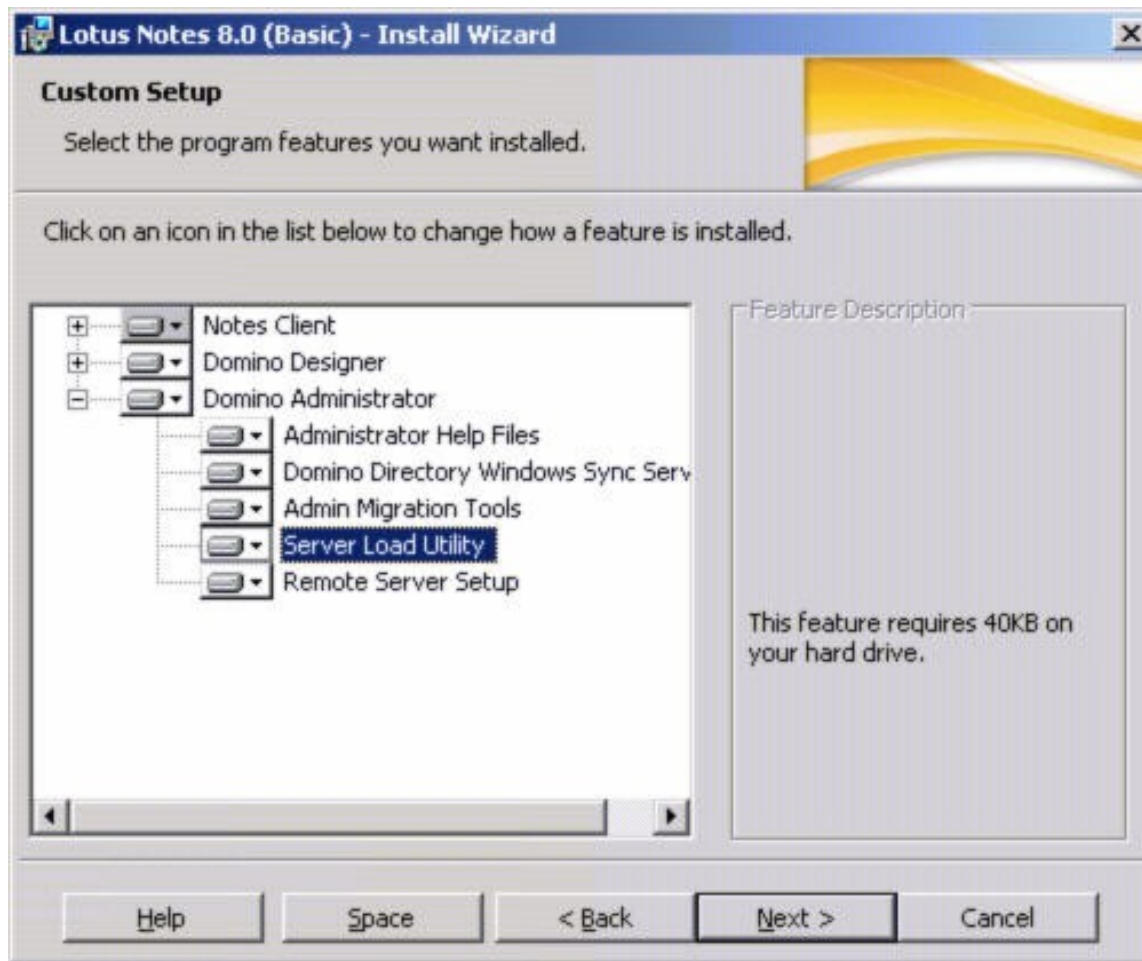 Lotus Notes 8.0 (Basic) - Install Wizard
Custom Setup
Select the program features you want installed.
Click on an icon in the list below to change how a feature is installed.
Notes Client
Domino Designer
Domino Administrator
Administrator Help Files
Domino Directory Windows Sync Serv
Admin Migration Tools
Server Load Utility
Remote Server Setup
Feature Description
This feature requires 40KB on
your hard drive.
Help
Space
< Back
Next >
Cancel